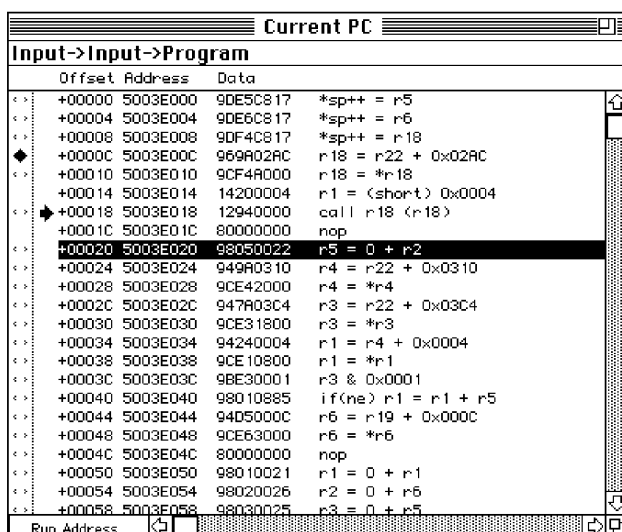 Current PC
Input->Input->Program
Offset Address Data
+00000 5003E000 9DE5C817 *sp++ = r5
+00004 5003E004 9DE6C817 *sp++ = r6
+00008 5003E008 9DF4C817 *sp++ = r18
+0000C 5003E00C 969A02AC r18 = r22 + 0x02AC
+00010 5003E010 9CF4A000 r18 = *r18
+00014 5003E014 14200004 r1 = (short) 0x0004
+00018 5003E018 12940000 call r18 (r18)
+0001C 5003E01C 80000000 nop
+00020 5003E020 98050022 r5 = 0 + r2
+00024 5003E024 949A0310 r4 = r22 + 0x0310
+00028 5003E028 9CE42000 r4 = *r4
+0002C 5003E02C 947A03C4 r3 = r22 + 0x03C4
+00030 5003E030 9CE31800 r3 = *r3
+00034 5003E034 94240004 r1 = r4 + 0x0004
+00038 5003E038 9CE10800 r1 = *r1
+0003C 5003E03C 9BE30001 r3 & 0x0001
+00040 5003E040 98010885 if(ne) r1 = r1 + r5
+00044 5003E044 94D5000C r6 = r19 + 0x000C
+00048 5003E048 9CE63000 r6 = *r6
+0004C 5003E04C 80000000 nop
+00050 5003E050 98010021 r1 = 0 + r1
+00054 5003E054 98020026 r2 = 0 + r6
+00058 5003E058 98030025 r3 = 0 + r5
Run Address